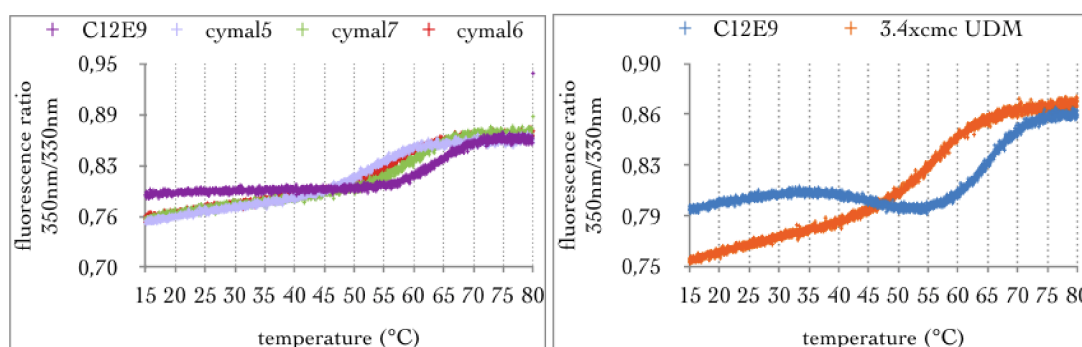 C12E9 cymal5 cymal7 cymal6
0,95
0,89
0,83
0,76
0,70
fluorescence ratio
350nm/330nm
15 20 25 30 35 40 45 50 55 60 65 70 75 80
temperature (°C)
C12E9 3.4xcmc UDM
0,90
0,86
0,83
0,79
0,75
fluorescence ratio
350nm/330nm
15 20 25 30 35 40 45 50 55 60 65 70 75 80
temperature (°C)